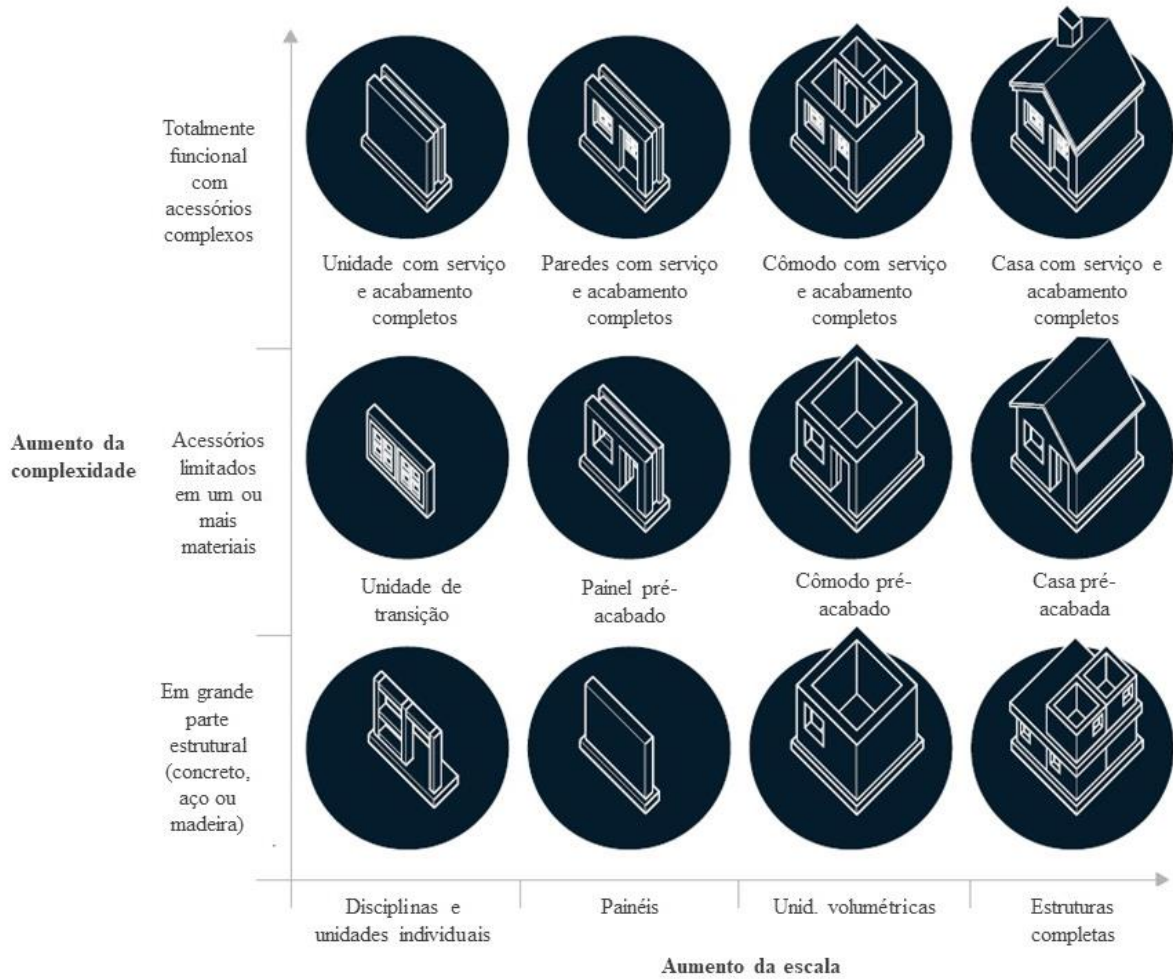 Totalmente
funcional
com
acessórios
complexos
Unidade com serviço
e acabamento
completos
Paredes com serviço
e acabamento
completos
Cômodo com serviço
e acabamento
completos
Casa com serviço e
acabamento
completos
Aumento da
complexidade
Acessórios
limitados
em um ou
mais
materiais
Unidade de
transição
Painel pré-
acabado
Cômodo pré-
acabado
Casa pré-
acabada
Em grande
parte
estrutural
(concreto,
aço ou
madeira)
.
Disciplinas e
unidades individuais
Painéis
Unid. volumétricas
Estruturas
completas
Aumento da escala